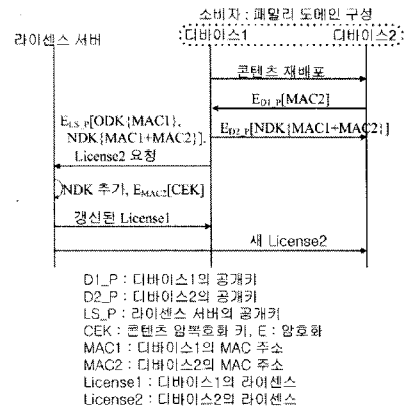 소비자 : 패밀리 도메인 구성
라이센스 서버
디바이스1
디바이스2
콘텐츠 재배포
E_D1_P[MAC2]
E_LS_P[ODK{MAC1},
NDK{MAC1+MAC2}],
License2 요청
E_D2_P[NDK{MAC1+MAC2}]
NDK 추가, E_MAC2[CEK]
갱신된 License1
새 License2
D1_P : 디바이스1의 공개키
D2_P : 디바이스2의 공개키
LS_P : 라이센스 서버의 공개키
CEK : 콘텐츠 암복호화 키, E : 암호화
MAC1 : 디바이스1의 MAC 주소
MAC2 : 디바이스2의 MAC 주소
License1 : 디바이스1의 라이센스
License2 : 디바이스2의 라이센스